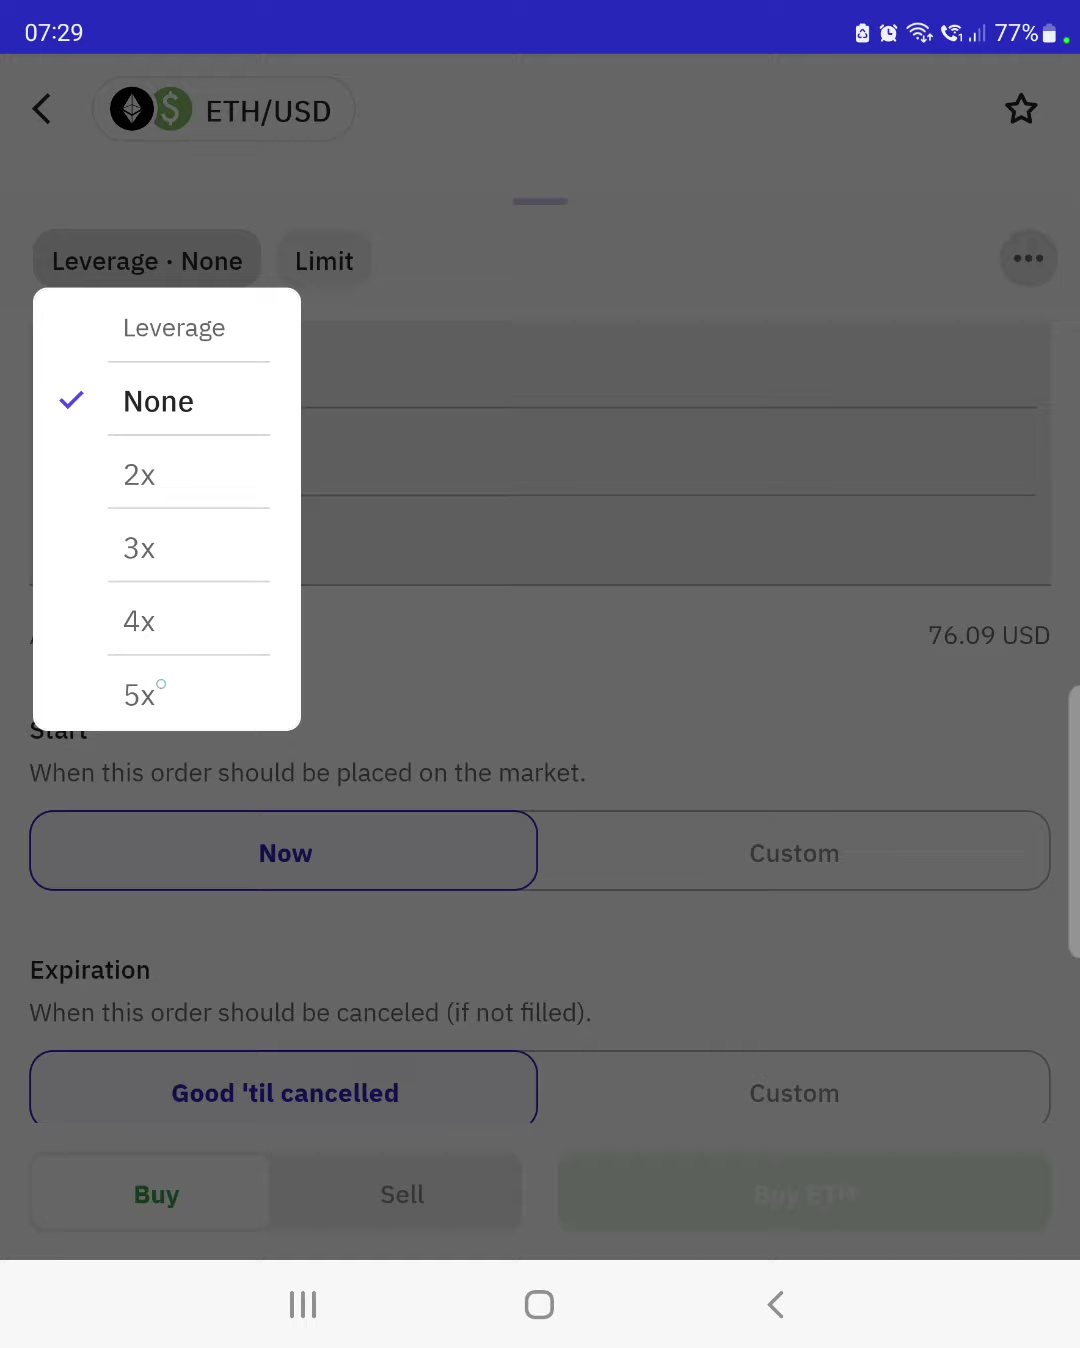 07:29
77%
ETH/USD
Leverage · None
Limit
Leverage
None
2x
3x
4x
5x
76.09 USD
Start
When this order should be placed on the market.
Now
Custom
Expiration
When this order should be canceled (if not filled).
Good 'til cancelled
Custom
Buy
Sell
Buy ETH